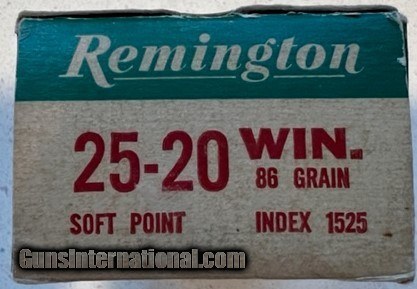 Remington
25-20 WIN.
86 GRAIN
SOFT POINT INDEX 1525
GunsInternational.com